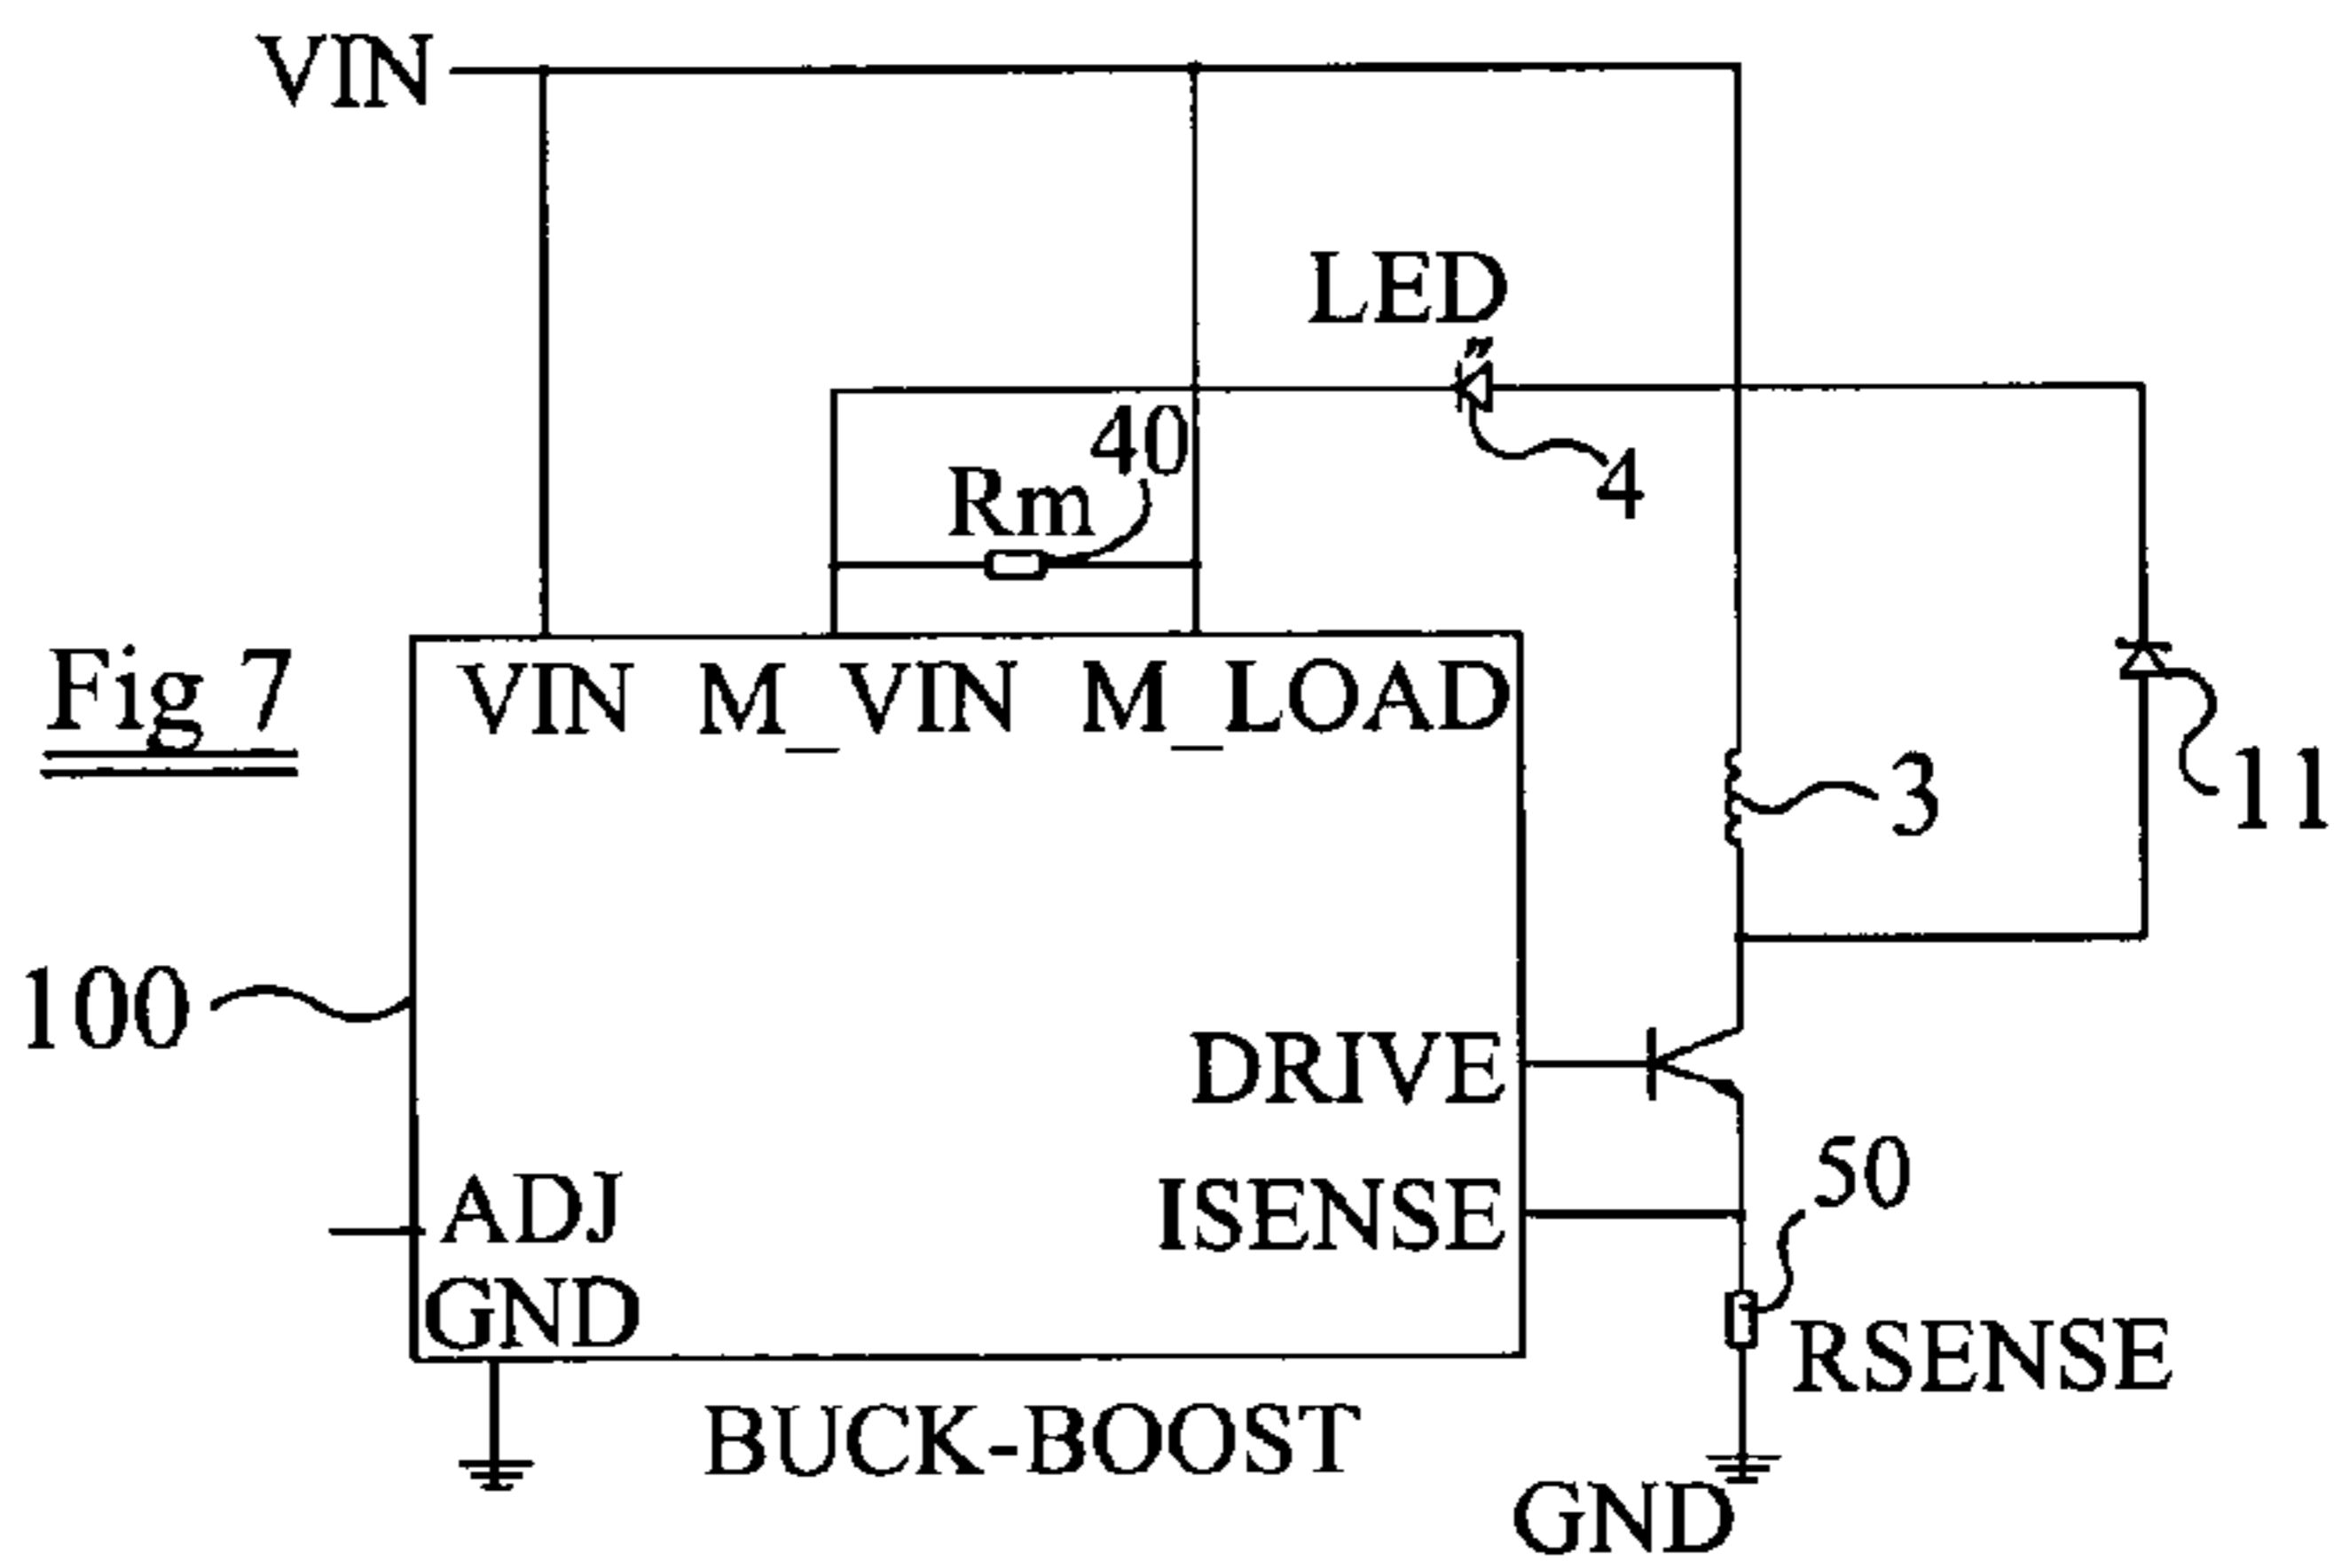 VIN
LED
40
4
Rm
Fig 7
VIN M_VIN M_LOAD
3
11
100
DRIVE
50
ADJ
ISENSE
GND
RSENSE
BUCK-BOOST
GND